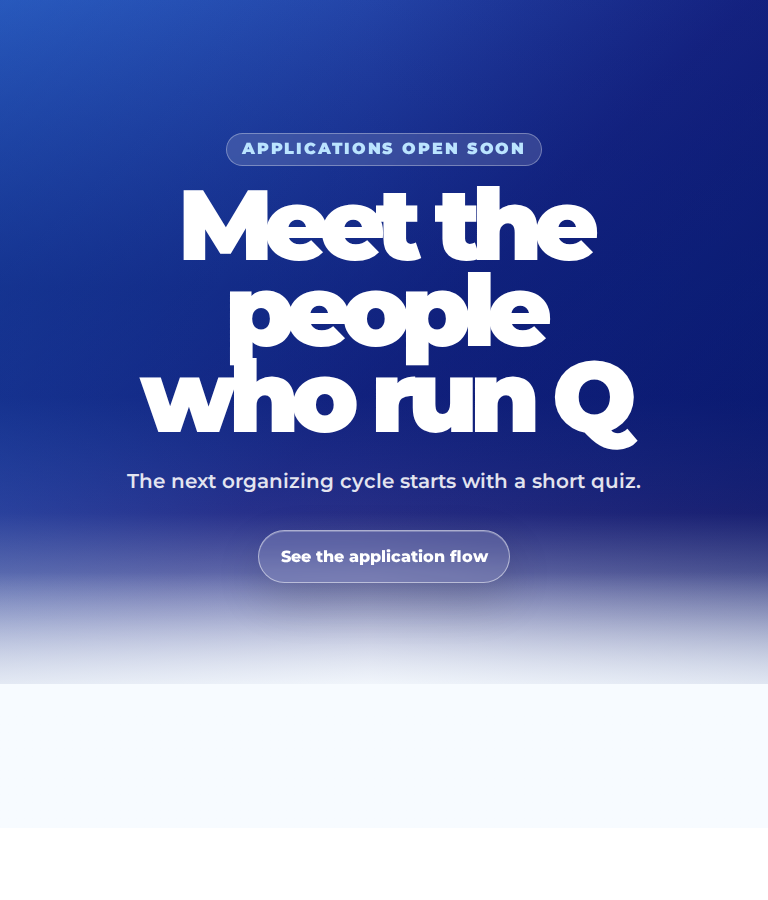 APPLICATIONS OPEN SOON
Meet the
people
who run Q
The next organizing cycle starts with a short quiz.
See the application flow